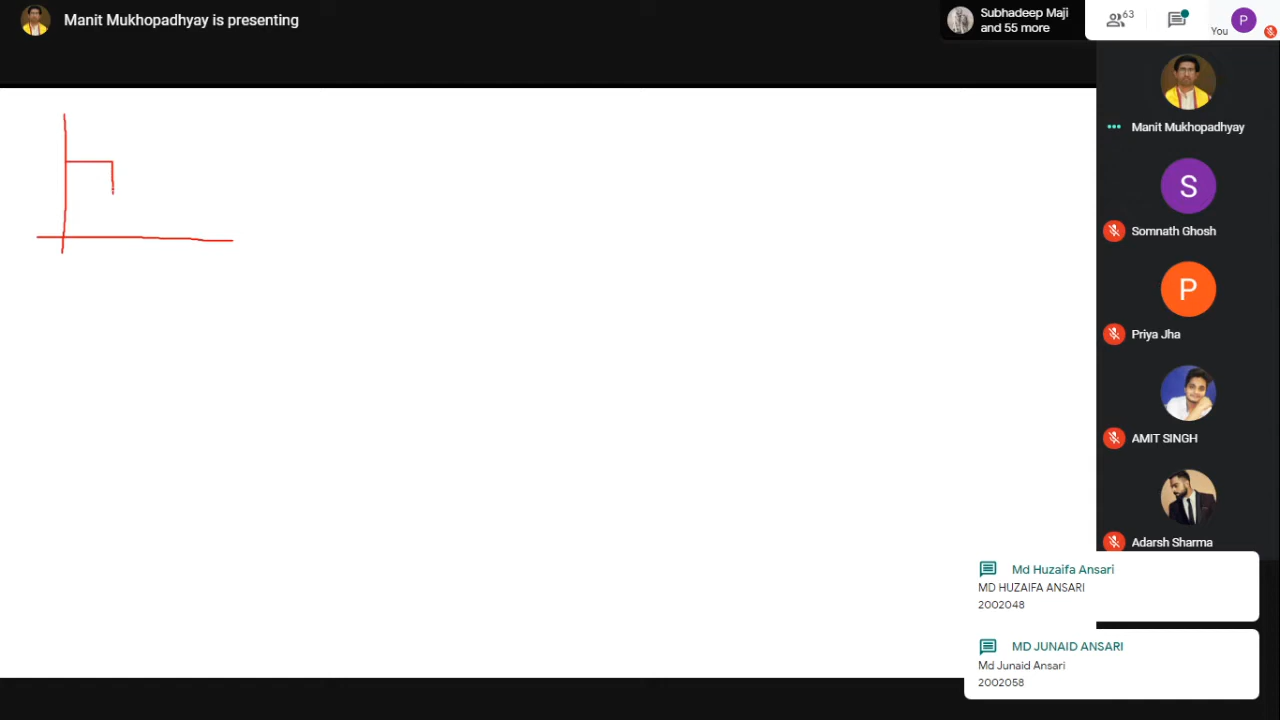 Manit Mukhopadhyay is presenting
Subhadeep Maji
and 55 more
63
You
P
Manit Mukhopadhyay
S
Somnath Ghosh
P
Priya Jha
AMIT SINGH
Adarsh Sharma
Md Huzaifa Ansari
MD HUZAIFA ANSARI
2002048
MD JUNAID ANSARI
Md Junaid Ansari
2002058